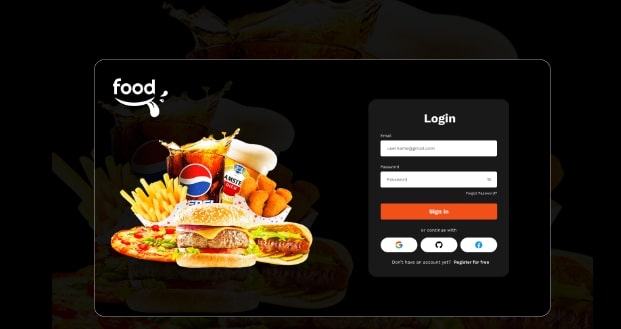 food
Login
Email
username@gmail.com
Password
Password
Forgot Password?
Sign in
or continue with
Don't have an account yet? Register for free